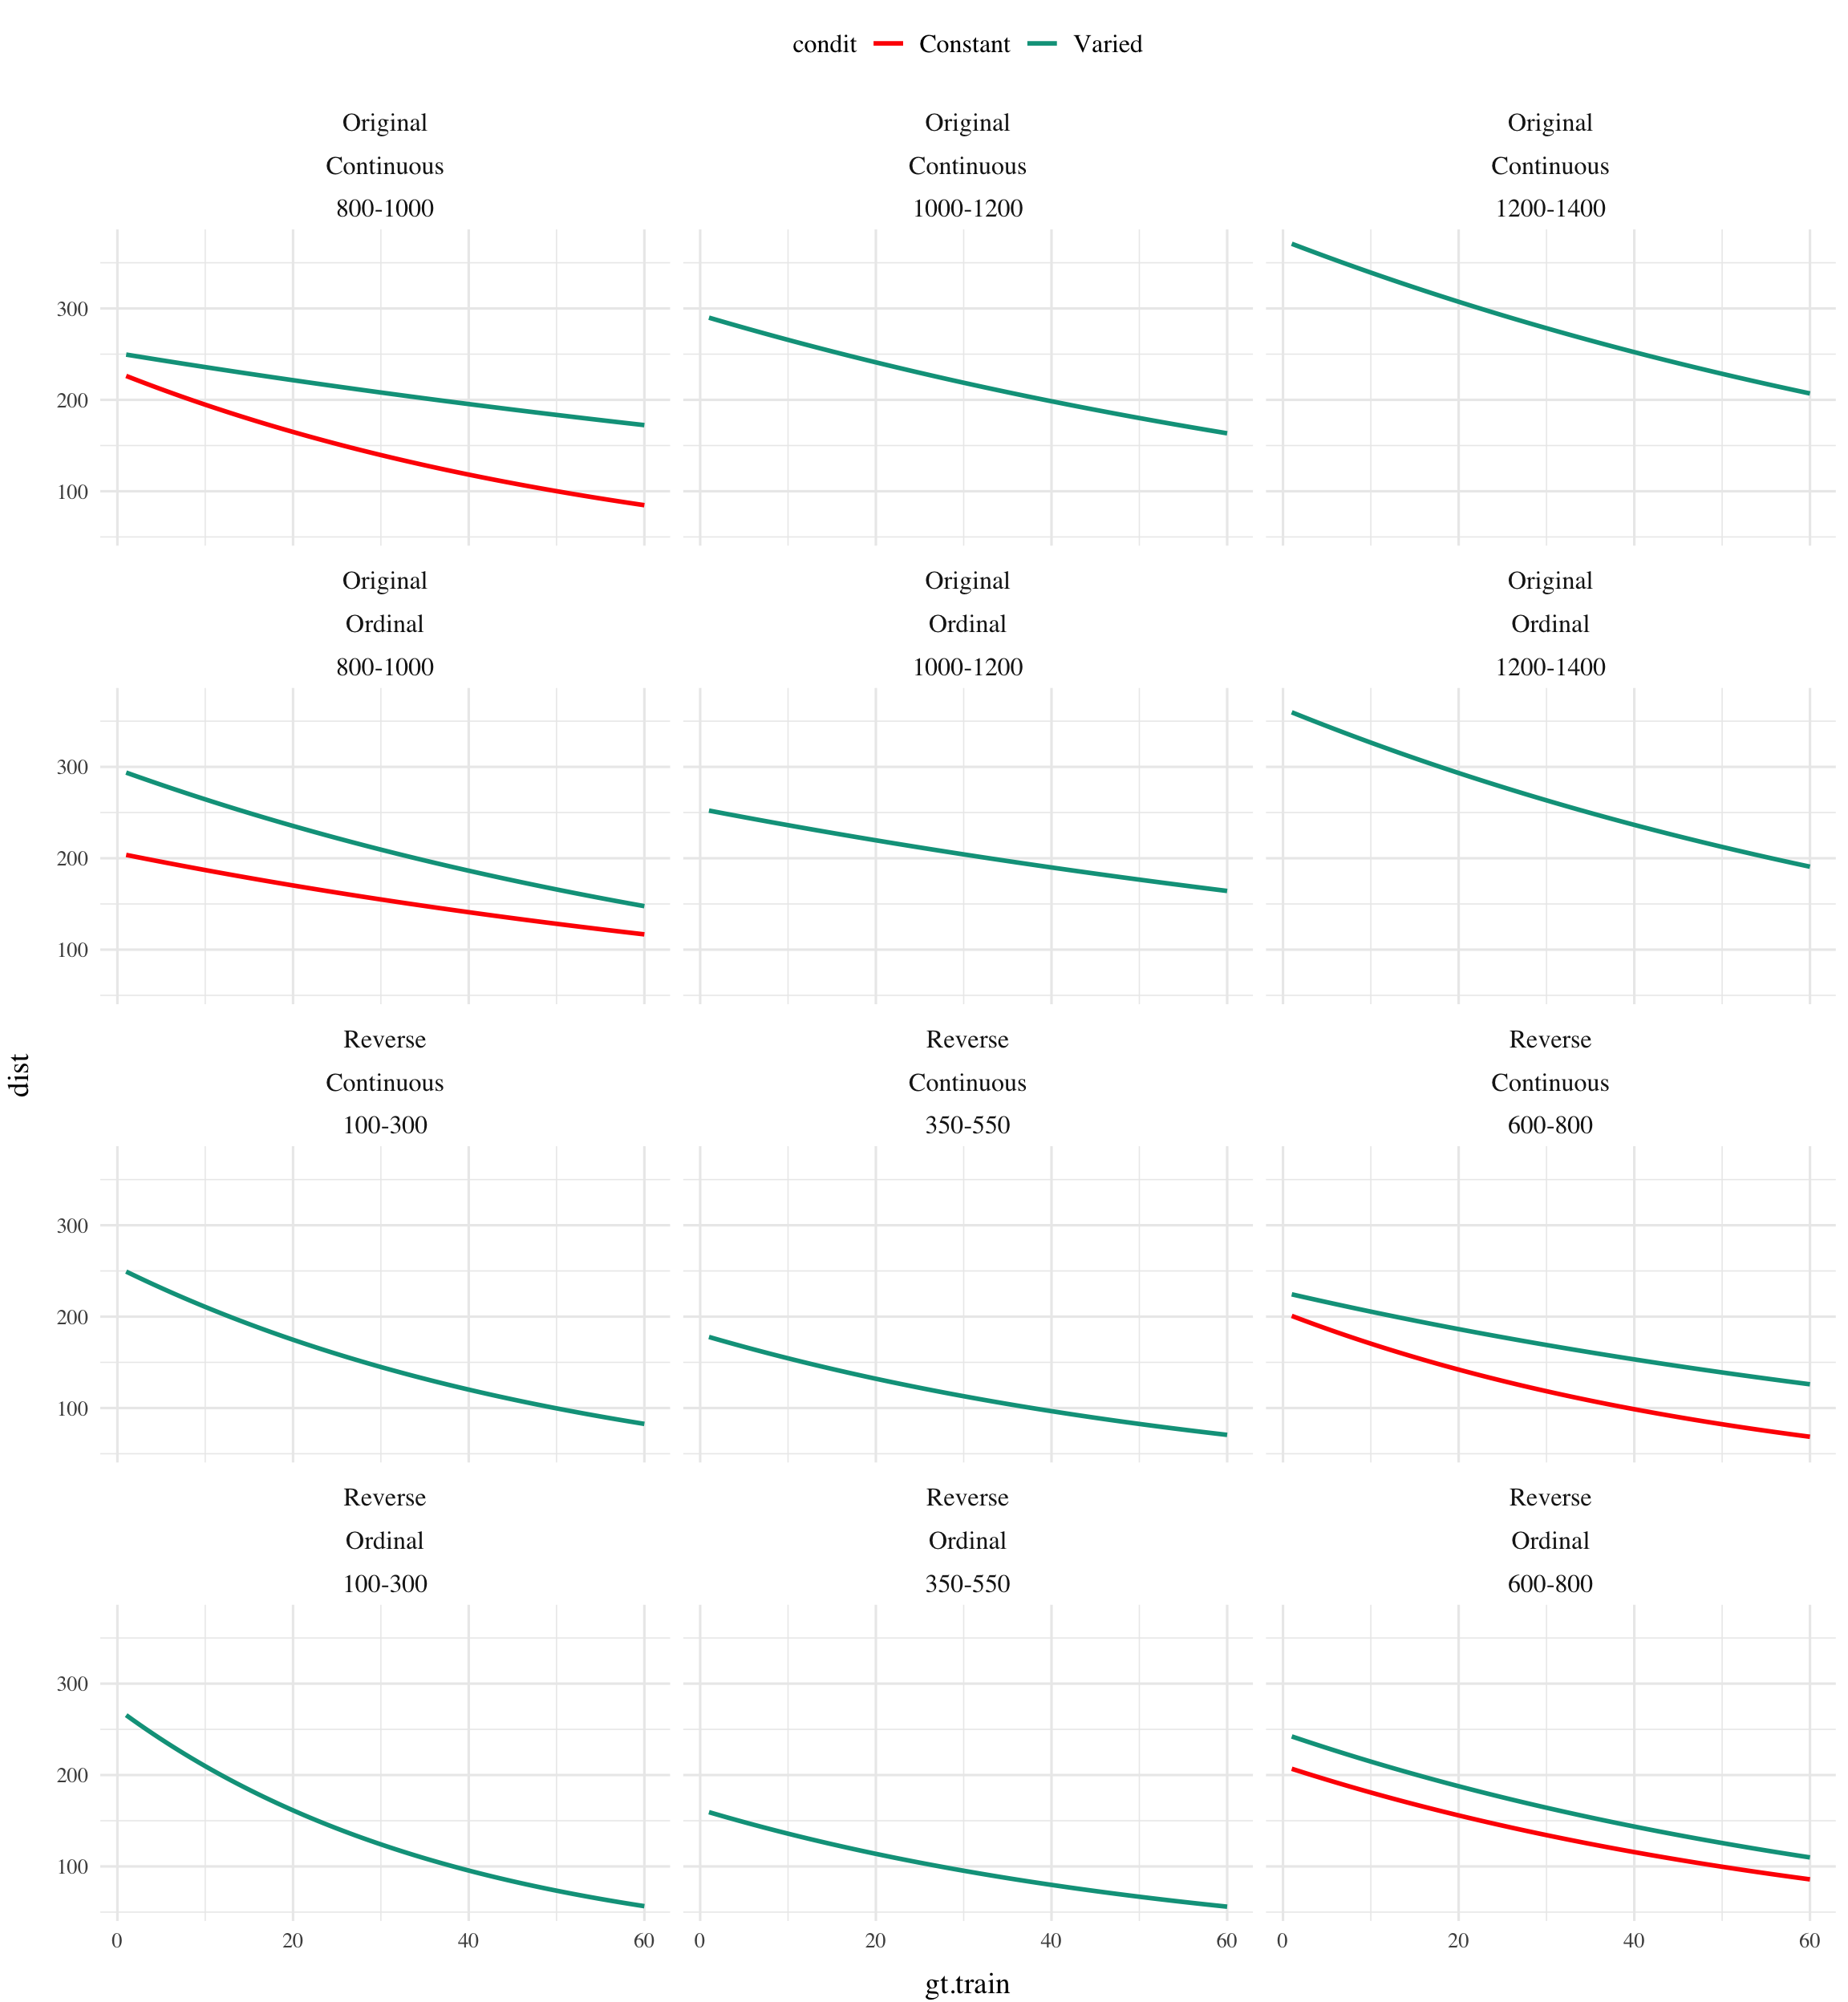 condit Constant Varied
Original Original Original
Continuous Continuous Continuous
800-1000 1000-1200 1200-1400
300
200
100
Original Original Original
Ordinal Ordinal Ordinal
800-1000 1000-1200 1200-1400
300
200
100
dist
Reverse Reverse Reverse
Continuous Continuous Continuous
100-300 350-550 600-800
300
200
100
Reverse Reverse Reverse
Ordinal Ordinal Ordinal
100-300 350-550 600-800
300
200
100
0 20 40 60 0 20 40 60 0 20 40 60
gt.train